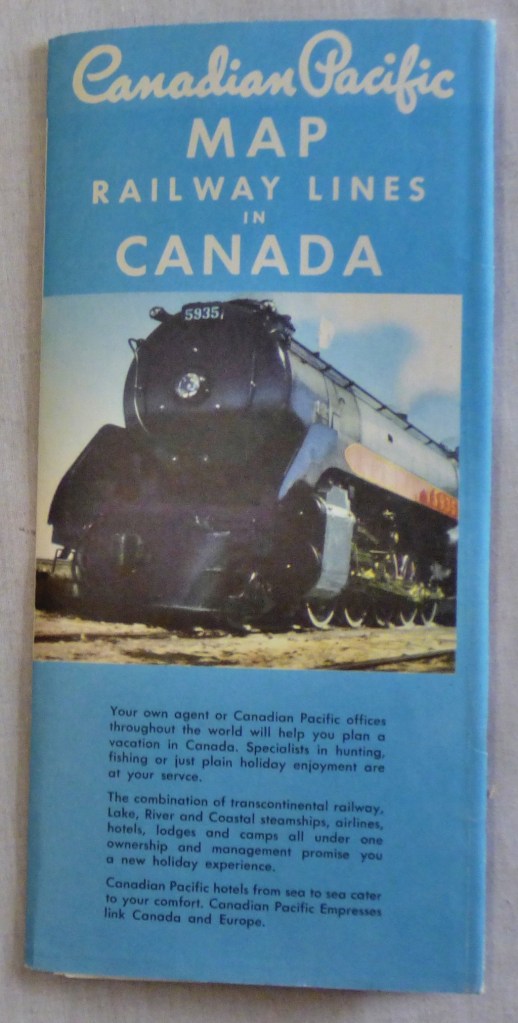 Canadian Pacific
MAP
RAILWAY LINES
IN
CANADA
5935
Your own agent or Canadian Pacific offices
throughout the world will help you plan a
vacation in Canada. Specialists in hunting,
fishing or just plain holiday enjoyment are
at your servce.
The combination of transcontinental railway,
Lake, River and Coastal steamships, airlines,
hotels, lodges and camps all under one
ownership and management promise you
a new holiday experience.
Canadian Pacific hotels from sea to sea cater
to your comfort. Canadian Pacific Empresses
link Canada and Europe.